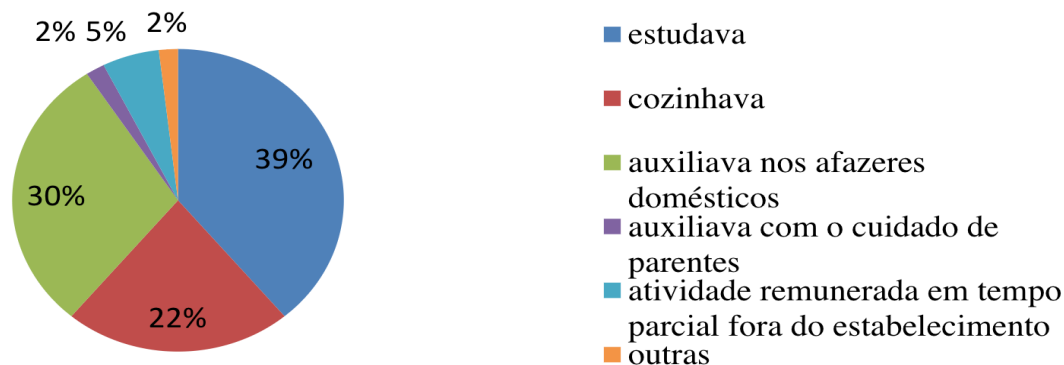 2% 5% 2%
39%
30%
22%
estudava
cozinhava
auxiliava nos afazeres
domésticos
auxiliava com o cuidado de
parentes
atividade remunerada em tempo
parcial fora do estabelecimento
outras